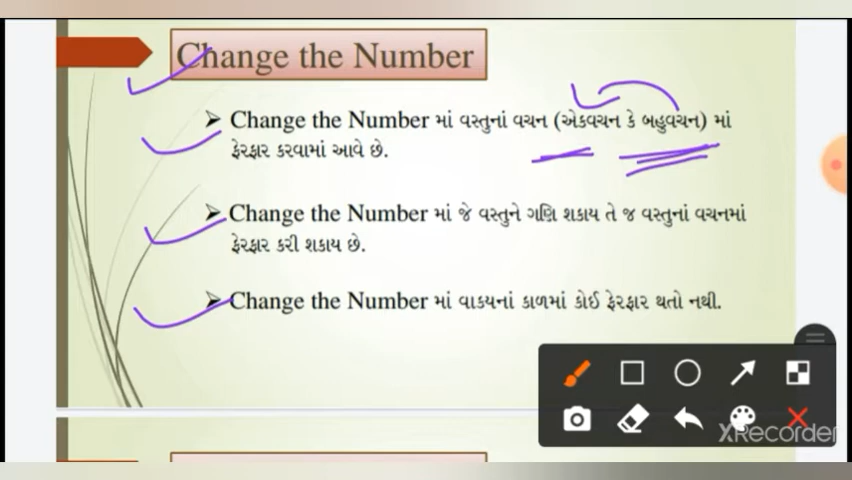 Change the Number
➤ Change the Number માં વસ્તુનાં વચન (એકવચન કે બહુવચન) માં
ફેરફાર કરવામાં આવે છે.
➤ Change the Number માં જે વસ્તુને ગણિ શકાય તે જ વસ્તુનાં વચનમાં
ફેરફાર કરી શકાય છે.
➤ Change the Number માં વાકયનાં કાળમાં કોઈ ફેરફાર થતો નથી.
XRecorder